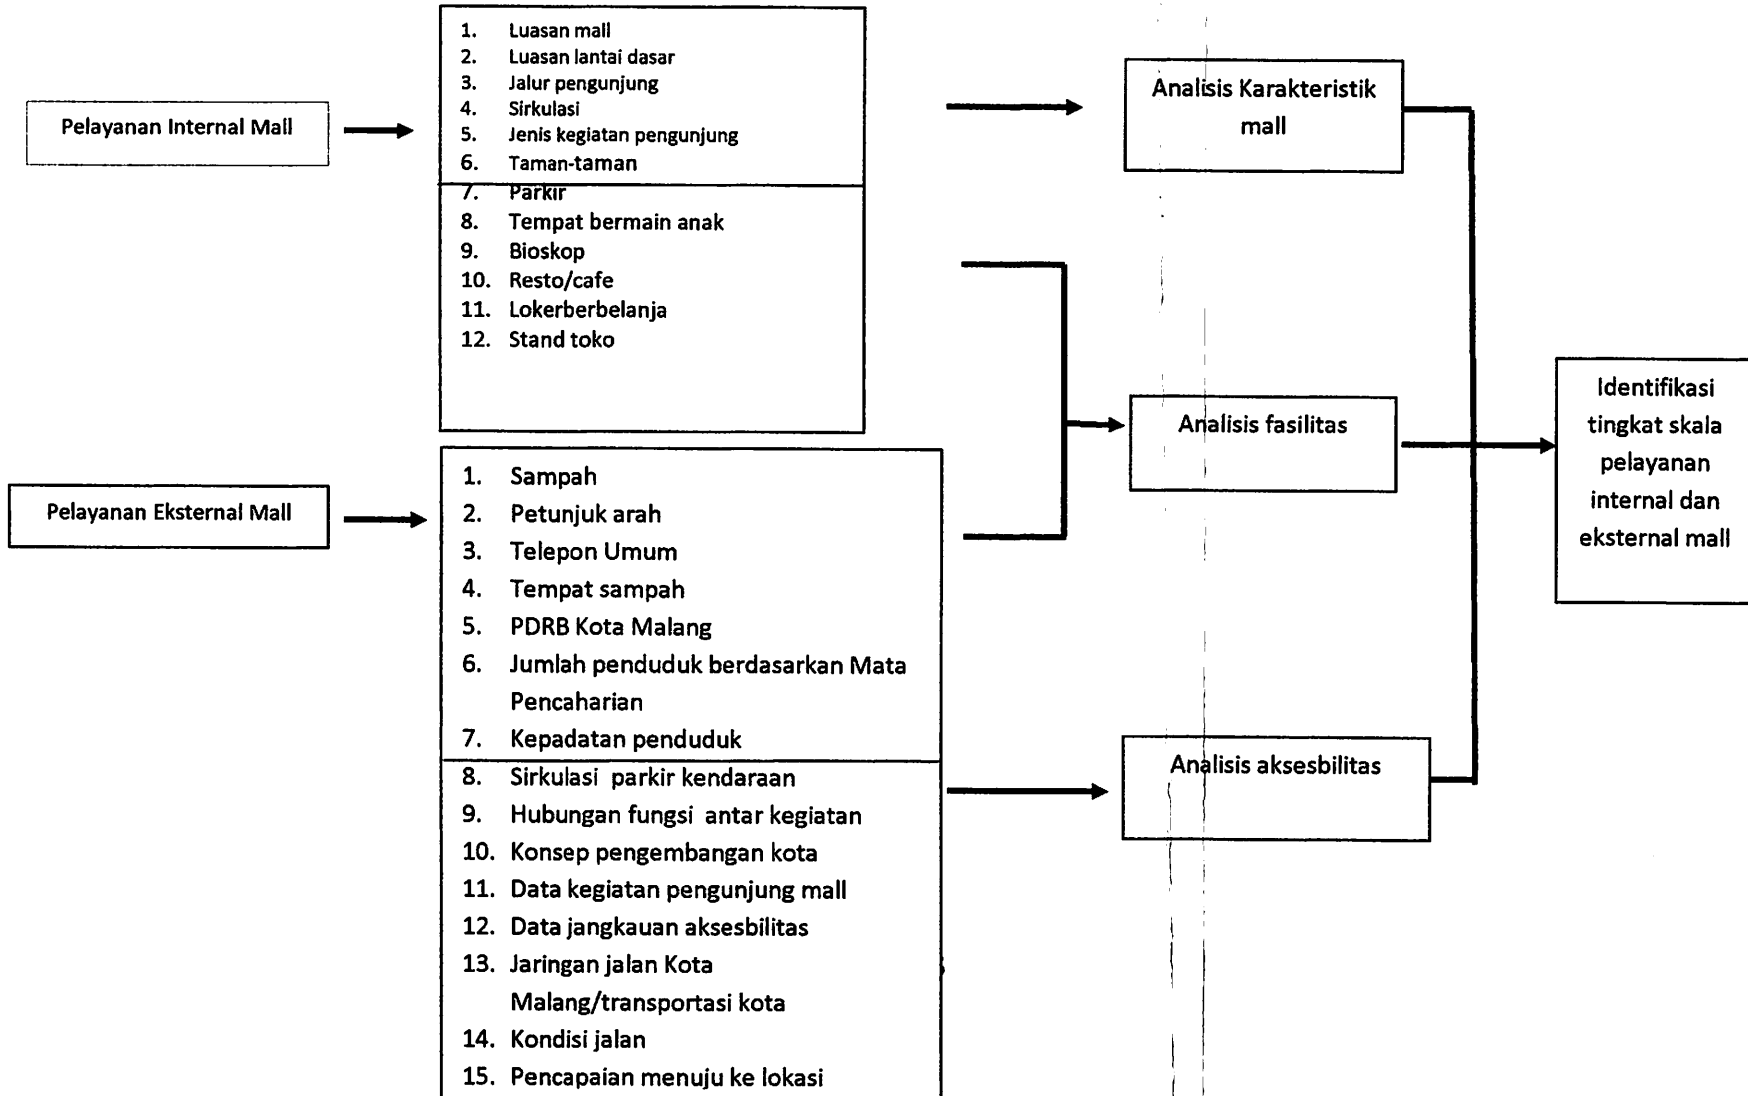 Pelayanan Internal Mall
1. Luasan mall
2. Luasan lantai dasar
3. Jalur pengunjung
4. Sirkulasi
5. Jenis kegiatan pengunjung
6. Taman-taman
7. Parkir
8. Tempat bermain anak
9. Bioskop
10. Resto/cafe
11. Lokerberbelanja
12. Stand toko
Pelayanan Eksternal Mall
1. Sampah
2. Petunjuk arah
3. Telepon Umum
4. Tempat sampah
5. PDRB Kota Malang
6. Jumlah penduduk berdasarkan Mata
Pencaharian
7. Kepadatan penduduk
8. Sirkulasi parkir kendaraan
9. Hubungan fungsi antar kegiatan
10. Konsep pengembangan kota
11. Data kegiatan pengunjung mall
12. Data jangkauan aksesbilitas
13. Jaringan jalan Kota
Malang/transportasi kota
14. Kondisi jalan
15. Pencapaian menuju ke lokasi
Analisis Karakteristik
mall
Analisis fasilitas
Analisis aksesbilitas
Identifikasi
tingkat skala
pelayanan
internal dan
eksternal mall